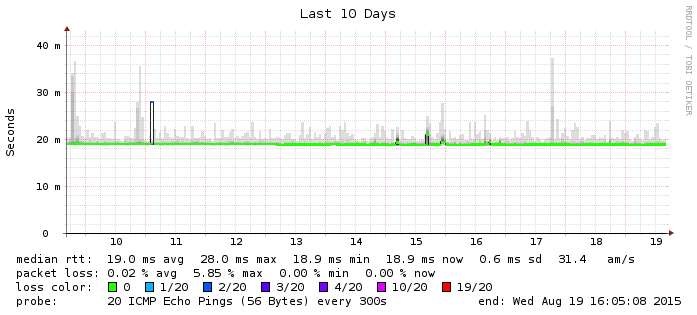 Last 10 Days
RRDTOOL / TOBI OETIKER
Seconds
40 m
30 m
20 m
10 m
0
10 11 12 13 14 15 16 17 18 19
median rtt: 19.0 ms avg 28.0 ms max 18.9 ms min 18.9 ms now 0.6 ms sd 31.4 am/s
packet loss: 0.02 % avg 5.85 % max 0.00 % min 0.00 % now
loss color: 0 1/20 2/20 3/20 4/20 10/20 19/20
probe: 20 ICMP Echo Pings (56 Bytes) every 300s end: Wed Aug 19 16:05:08 2015